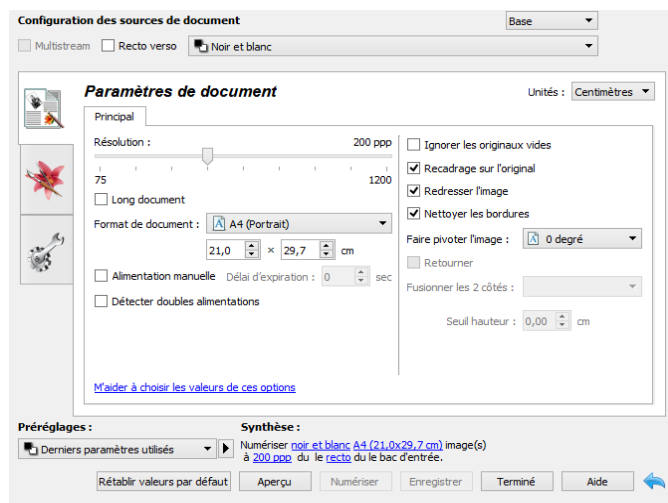 Configuration des sources de document Base
Multistream Recto verso Noir et blanc
Paramètres de document Unités : Centimètres
Principal
Résolution : 200 ppp
75 1200
Long document
Format de document : A4 (Portrait)
21,0 × 29,7 cm
Alimentation manuelle Délai d'expiration : 0 sec
Détecter doubles alimentations
M'aider à choisir les valeurs de ces options
Ignorer les originaux vides
Recadrage sur l'original
Redresser l'image
Nettoyer les bordures
Faire pivoter l'image : 0 degré
Retourner
Fusionner les 2 côtés :
Seuil hauteur : 0,00 cm
Préréglages :
Derniers paramètres utilisés
Synthèse :
Numériser noir et blanc A4 (21,0x29,7 cm) image(s)
à 200 ppp du le recto du le bac d'entrée.
Rétablir valeurs par défaut Aperçu Numériser Enregistrer Terminé Aide